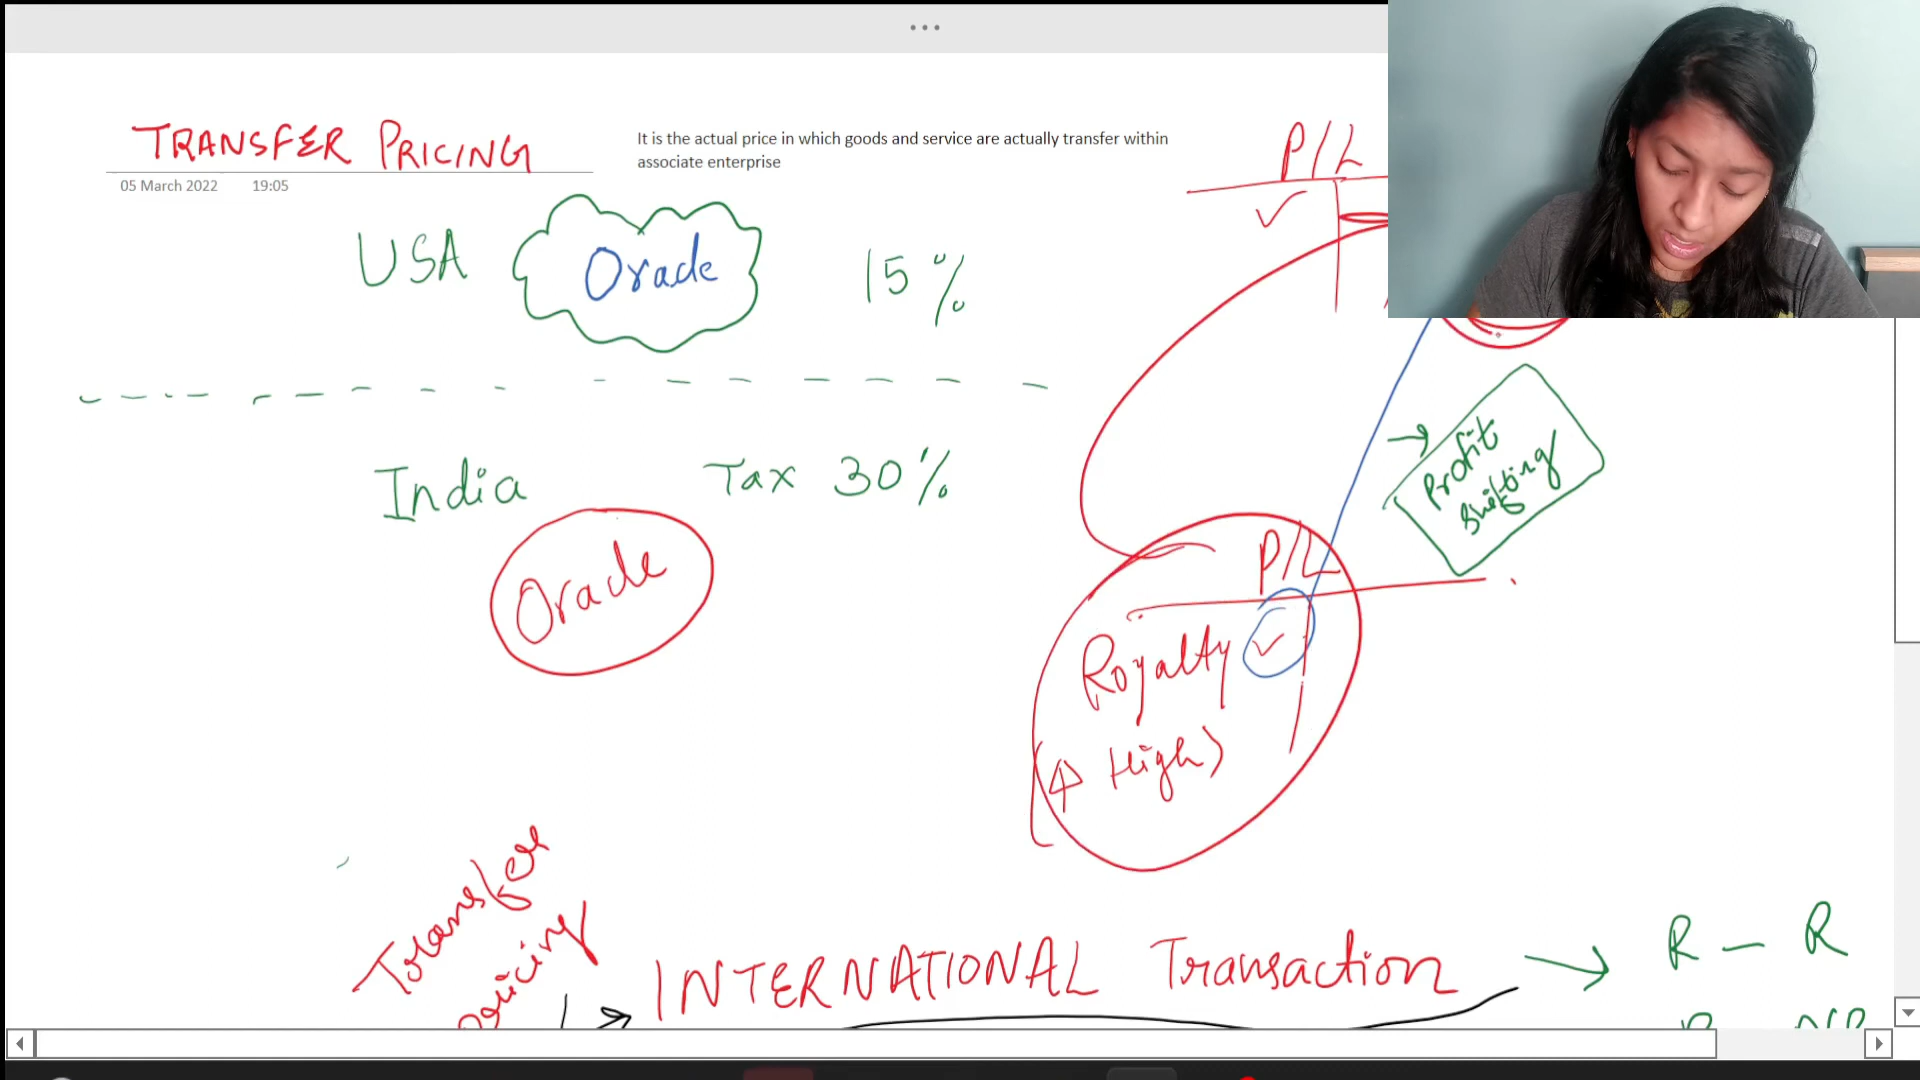 TRANSFER PRICING
It is the actual price in which goods and service are actually transfer within
associate enterprise
05 March 2022 19:05
P/L
USA Oracle 15%
India Tax 30%
Oracle
Profit
Shifting
P/L
Royalty
(↑ High)
Transfer
pricing
INTERNATIONAL Transaction → R - R